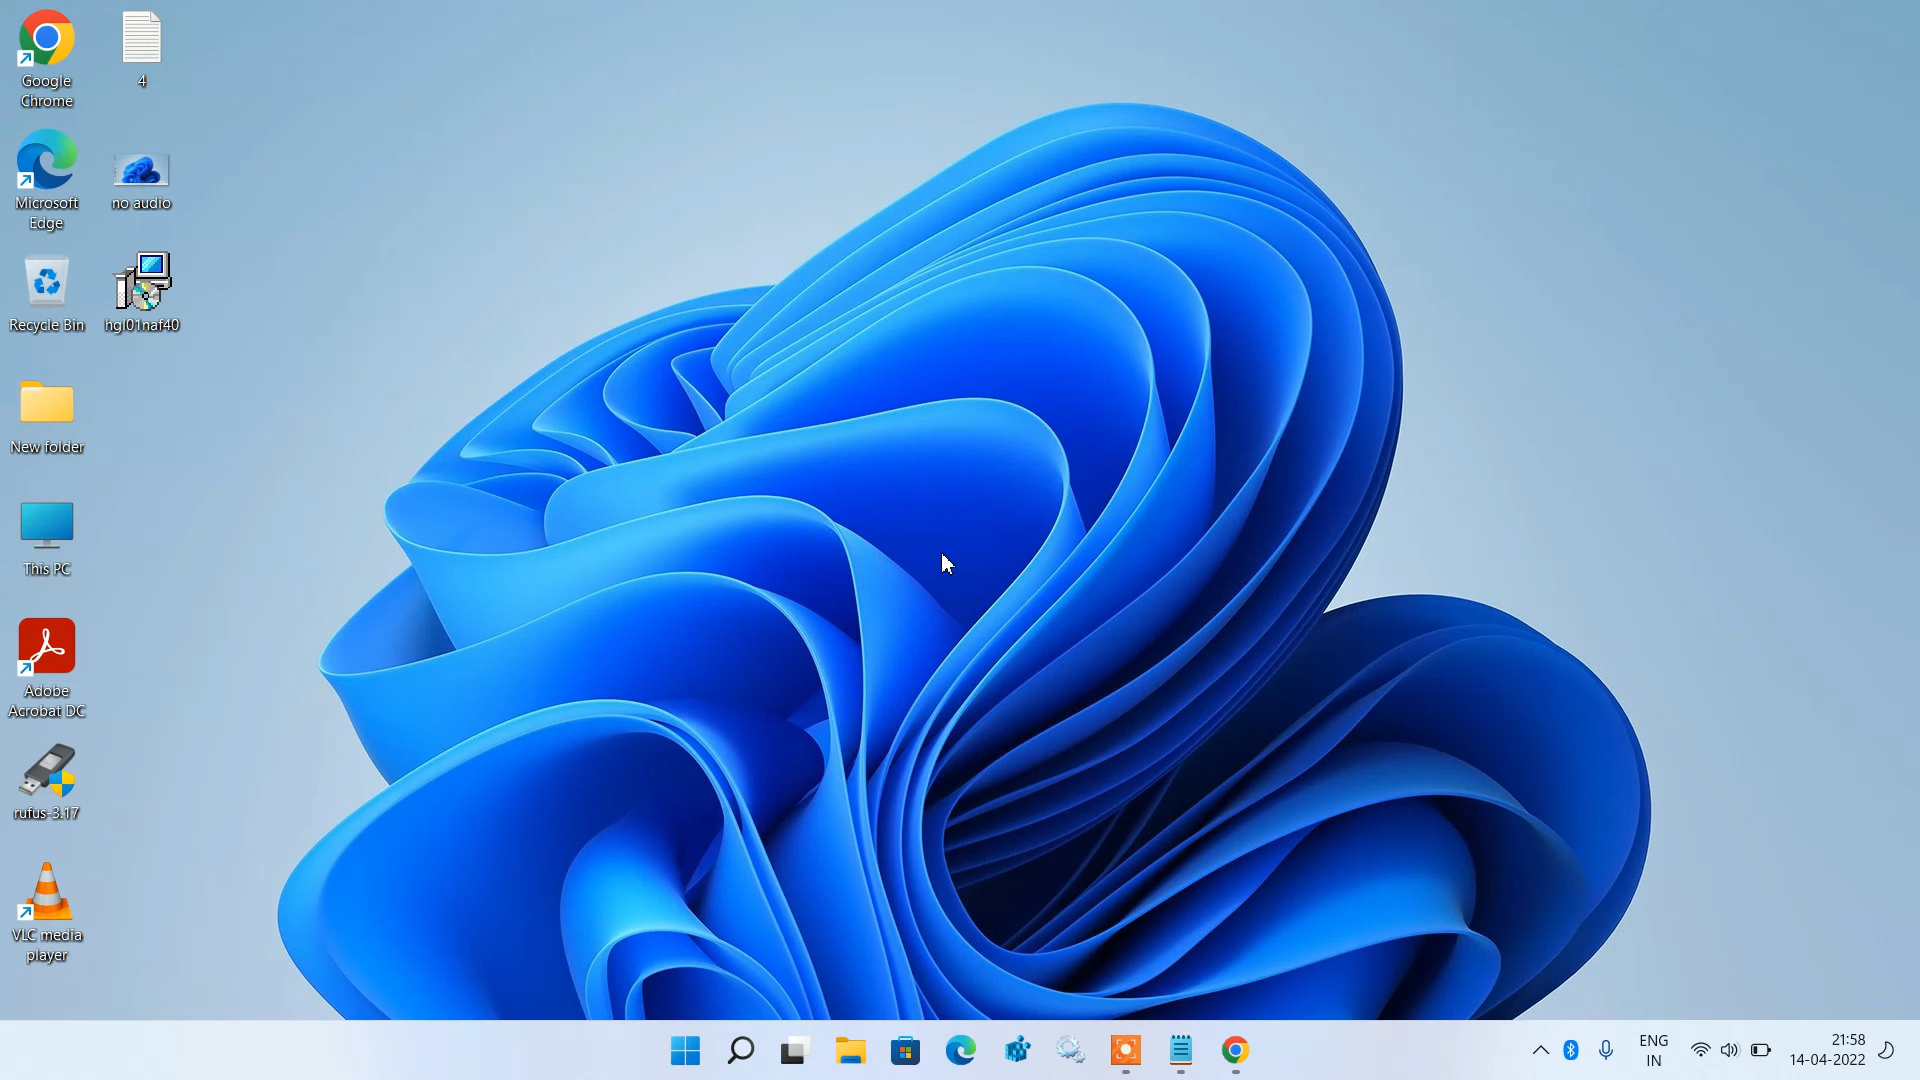 Google
Chrome
4
Microsoft
Edge
no audio
Recycle Bin
hgl01naf40
New folder
This PC
Adobe
Acrobat DC
rufus-3.17
VLC media
player
ENG
IN
21:58
14-04-2022